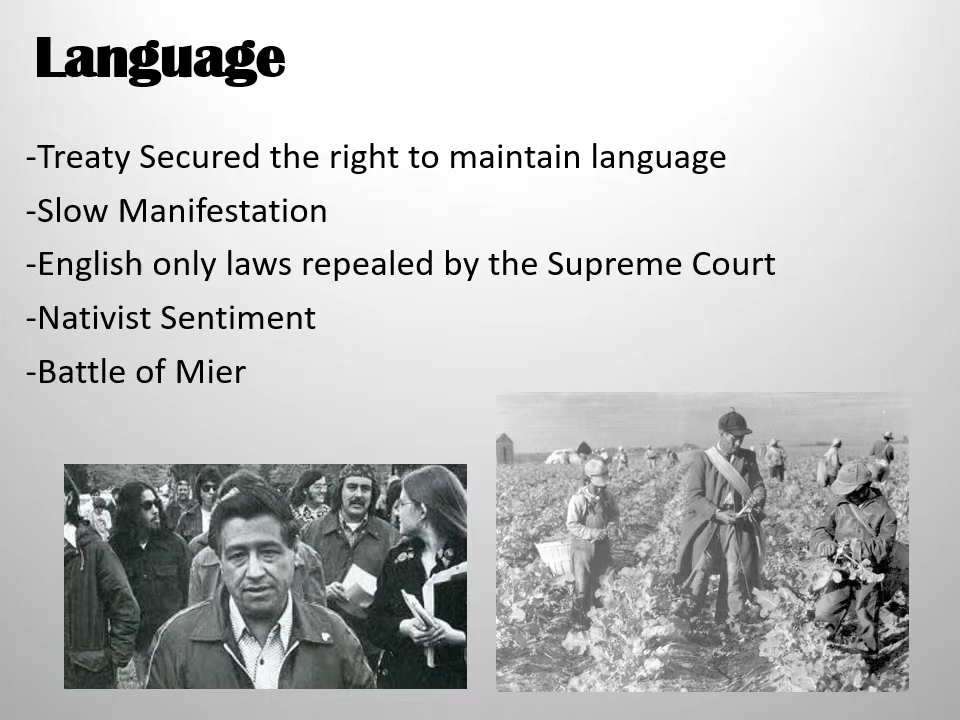 Language
-Treaty Secured the right to maintain language
-Slow Manifestation
-English only laws repealed by the Supreme Court
-Nativist Sentiment
-Battle of Mier